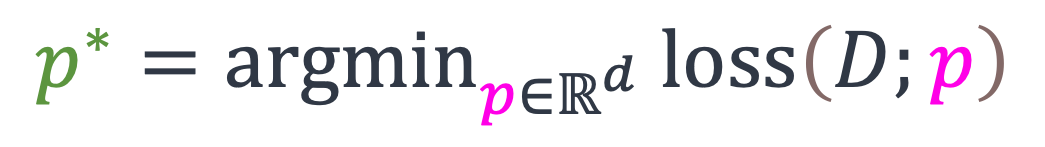 p* = argmin_{p∈ℝ^d} loss(D; p)